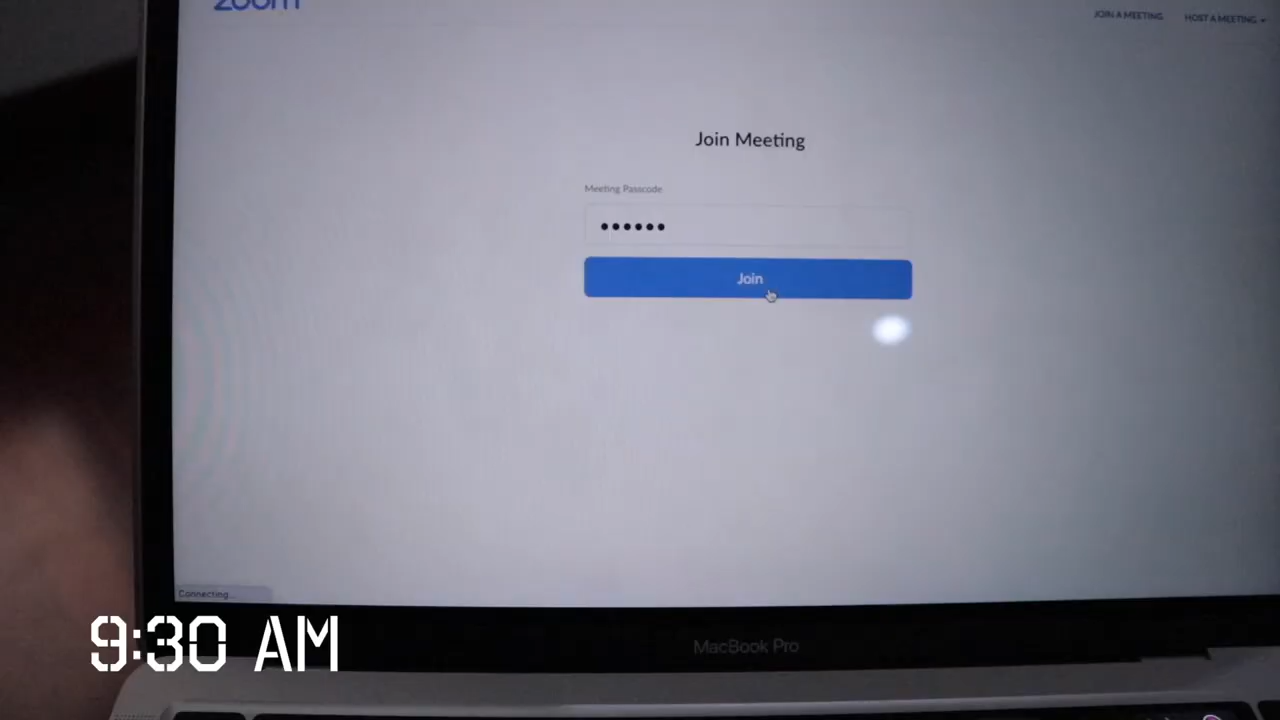 zoom
JOIN A MEETING
HOST A MEETING
Join Meeting
Meeting Passcode
••••••
Join
Connecting...
9:30 AM
MacBook Pro